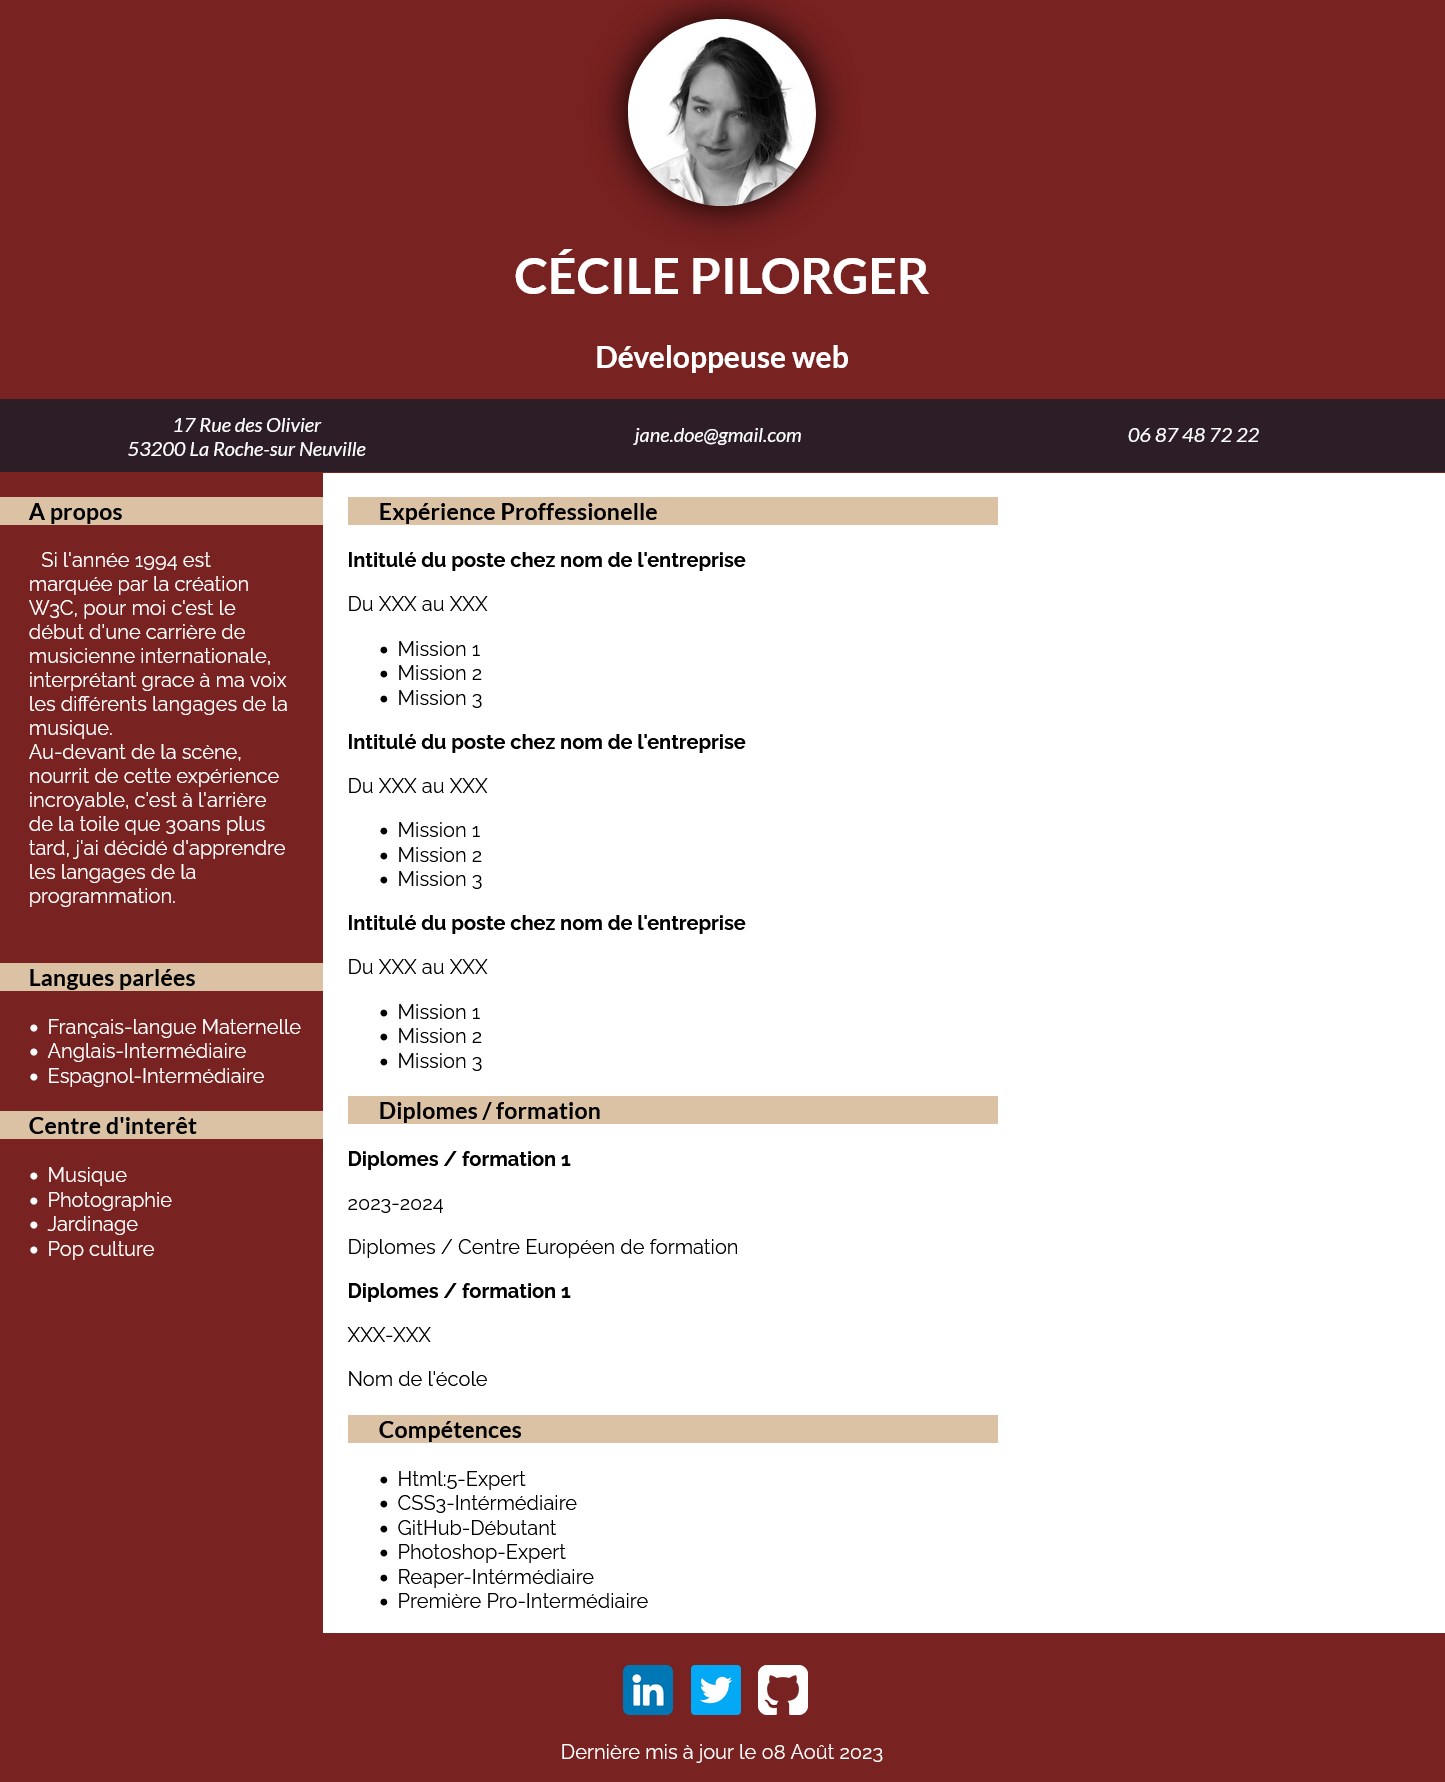 CÉCILE PILORGER
Développeuse web
17 Rue des Olivier
53200 La Roche-sur Neuville
jane.doe@gmail.com
06 87 48 72 22
A propos
Si l'année 1994 est
marquée par la création
W3C, pour moi c'est le
début d'une carrière de
musicienne internationale,
interprétant grace à ma voix
les différents langages de la
musique.
Au-devant de la scène,
nourrit de cette expérience
incroyable, c'est à l'arrière
de la toile que 30ans plus
tard, j'ai décidé d'apprendre
les langages de la
programmation.
Langues parlées
• Français-langue Maternelle
• Anglais-Intermédiaire
• Espagnol-Intermédiaire
Centre d'interêt
• Musique
• Photographie
• Jardinage
• Pop culture
Expérience Proffessionelle
Intitulé du poste chez nom de l'entreprise
Du XXX au XXX
• Mission 1
• Mission 2
• Mission 3
Intitulé du poste chez nom de l'entreprise
Du XXX au XXX
• Mission 1
• Mission 2
• Mission 3
Intitulé du poste chez nom de l'entreprise
Du XXX au XXX
• Mission 1
• Mission 2
• Mission 3
Diplomes / formation
Diplomes / formation 1
2023-2024
Diplomes / Centre Européen de formation
Diplomes / formation 1
XXX-XXX
Nom de l'école
Compétences
• Html:5-Expert
• CSS3-Intérmédiaire
• GitHub-Débutant
• Photoshop-Expert
• Reaper-Intérmédiaire
• Première Pro-Intermédiaire
in
Dernière mis à jour le 08 Août 2023